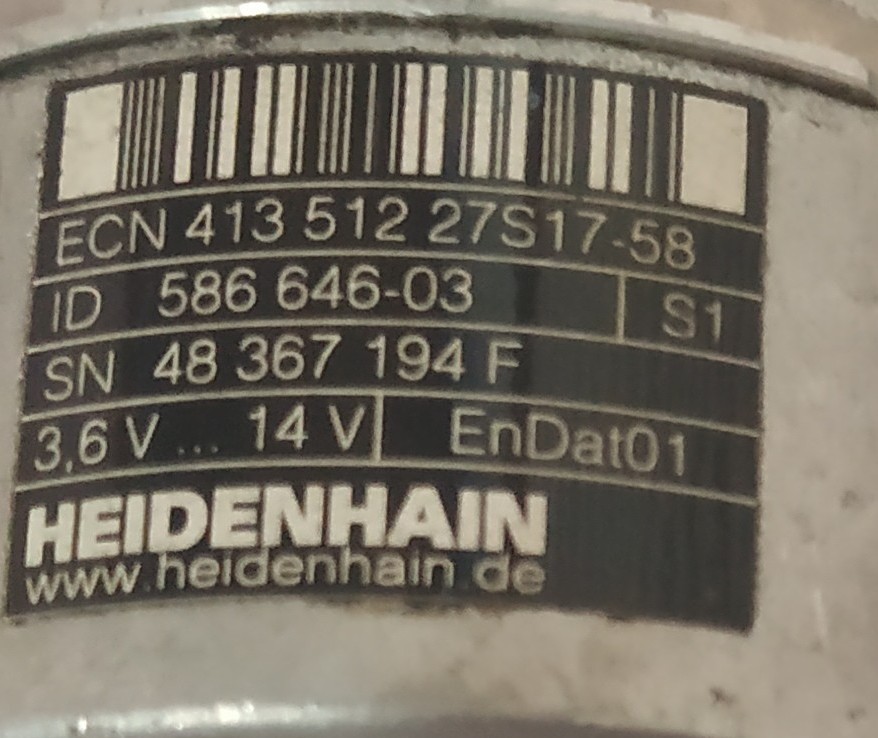 ECN 413 512 27S17-58
ID 586 646-03 S1
SN 48 367 194 F
3,6 V ... 14 V EnDat01
HEIDENHAIN
www.heidenhain.de